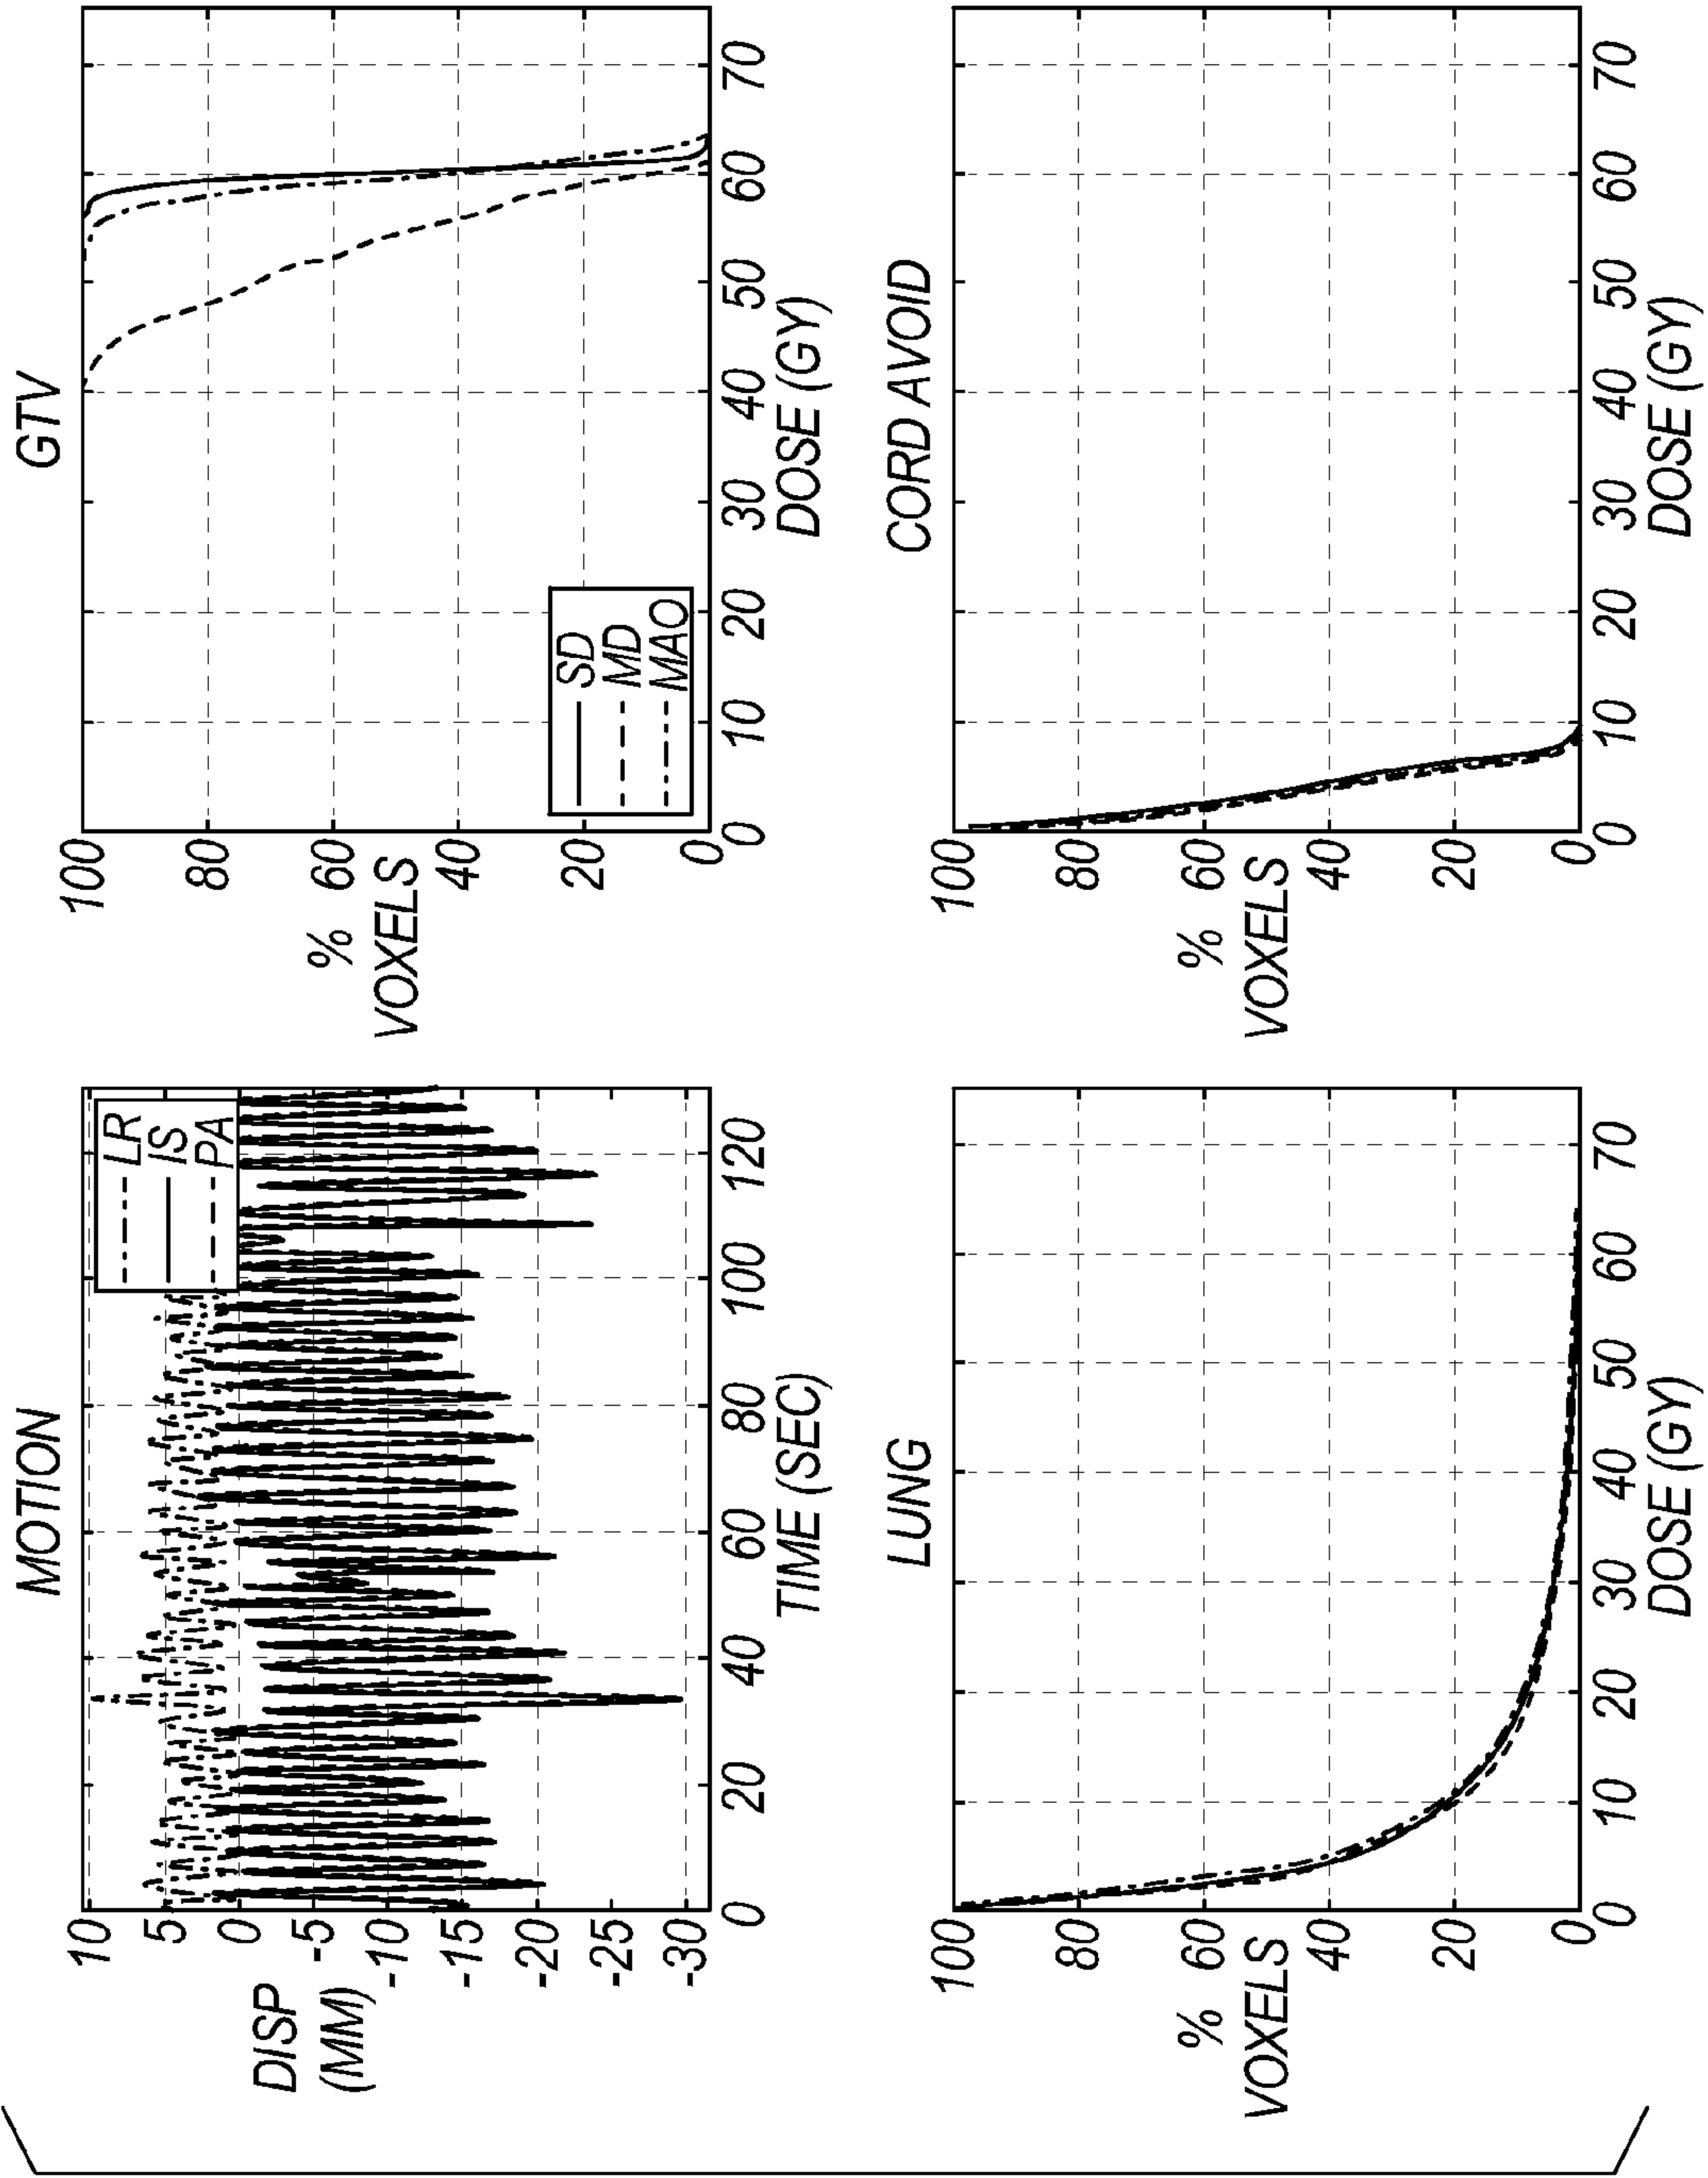 MOTION
10
5
0
-5
-10
-15
-20
-25
-30
DISP
(MM)
LR
IS
PA
0 20 40 60 80 100 120
TIME (SEC)
GTV
100
80
60
40
20
0
%
VOXELS
SD
MD
MAO
0 10 20 30 40 50 60 70
DOSE (GY)
LUNG
100
80
60
40
20
0
%
VOXELS
0 10 20 30 40 50 60 70
DOSE (GY)
CORD AVOID
100
80
60
40
20
0
%
VOXELS
0 10 20 30 40 50 60 70
DOSE (GY)